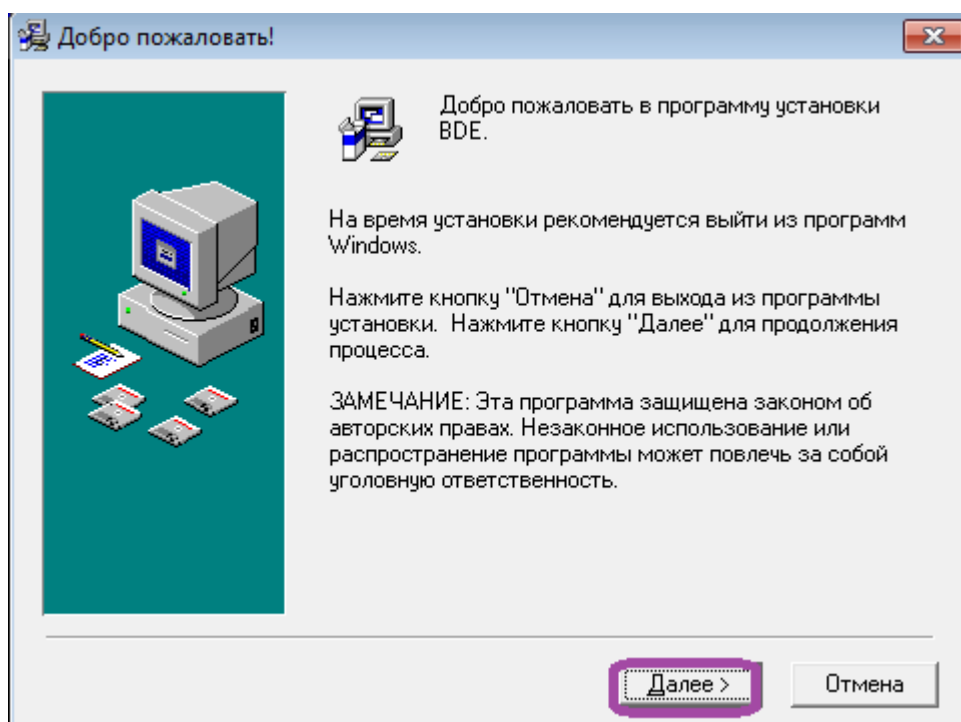 Добро пожаловать!
Добро пожаловать в программу установки
BDE.
На время установки рекомендуется выйти из программ
Windows.
Нажмите кнопку "Отмена" для выхода из программы
установки.  Нажмите кнопку "Далее" для продолжения
процесса.
ЗАМЕЧАНИЕ: Эта программа защищена законом об
авторских правах. Незаконное использование или
распространение программы может повлечь за собой
уголовную ответственность.
Далее >
Отмена